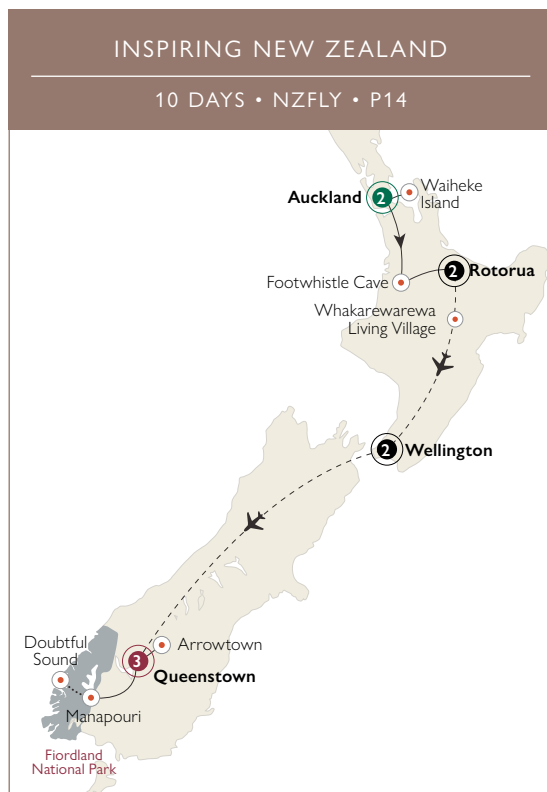 INSPIRING NEW ZEALAND
10 DAYS • NZFLY • P14
Waiheke
Island
Auckland
2
2
Rotorua
Footwhistle Cave
Whakarewarewa
Living Village
2
Wellington
Arrowtown
Doubtful
Sound
3
Queenstown
Manapouri
Fiordland
National Park